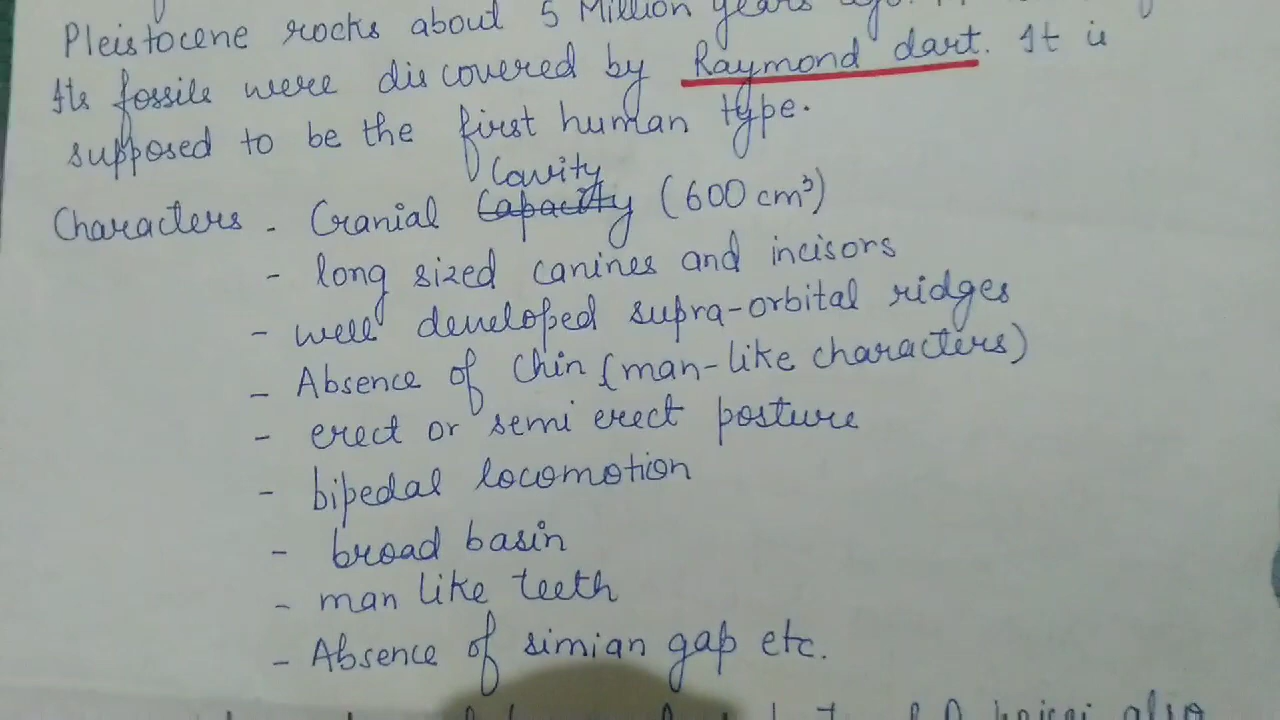 Pleistocene rocks about 5 Million years ago.
Its fossils were discovered by Raymond dart. It is
supposed to be the first human type.
Cavity
Characters - Cranial Capacity (600 cm³)
- long sized canines and incisors
- well developed supra-orbital ridges
- Absence of Chin (man-like characters)
- erect or semi erect posture
- bipedal locomotion
- broad basin
- man like teeth
- Absence of simian gap etc.
also